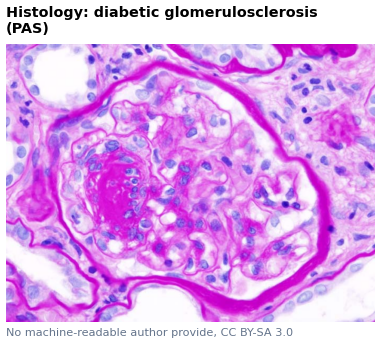 Histology: diabetic glomerulosclerosis
(PAS)
No machine-readable author provide, CC BY-SA 3.0